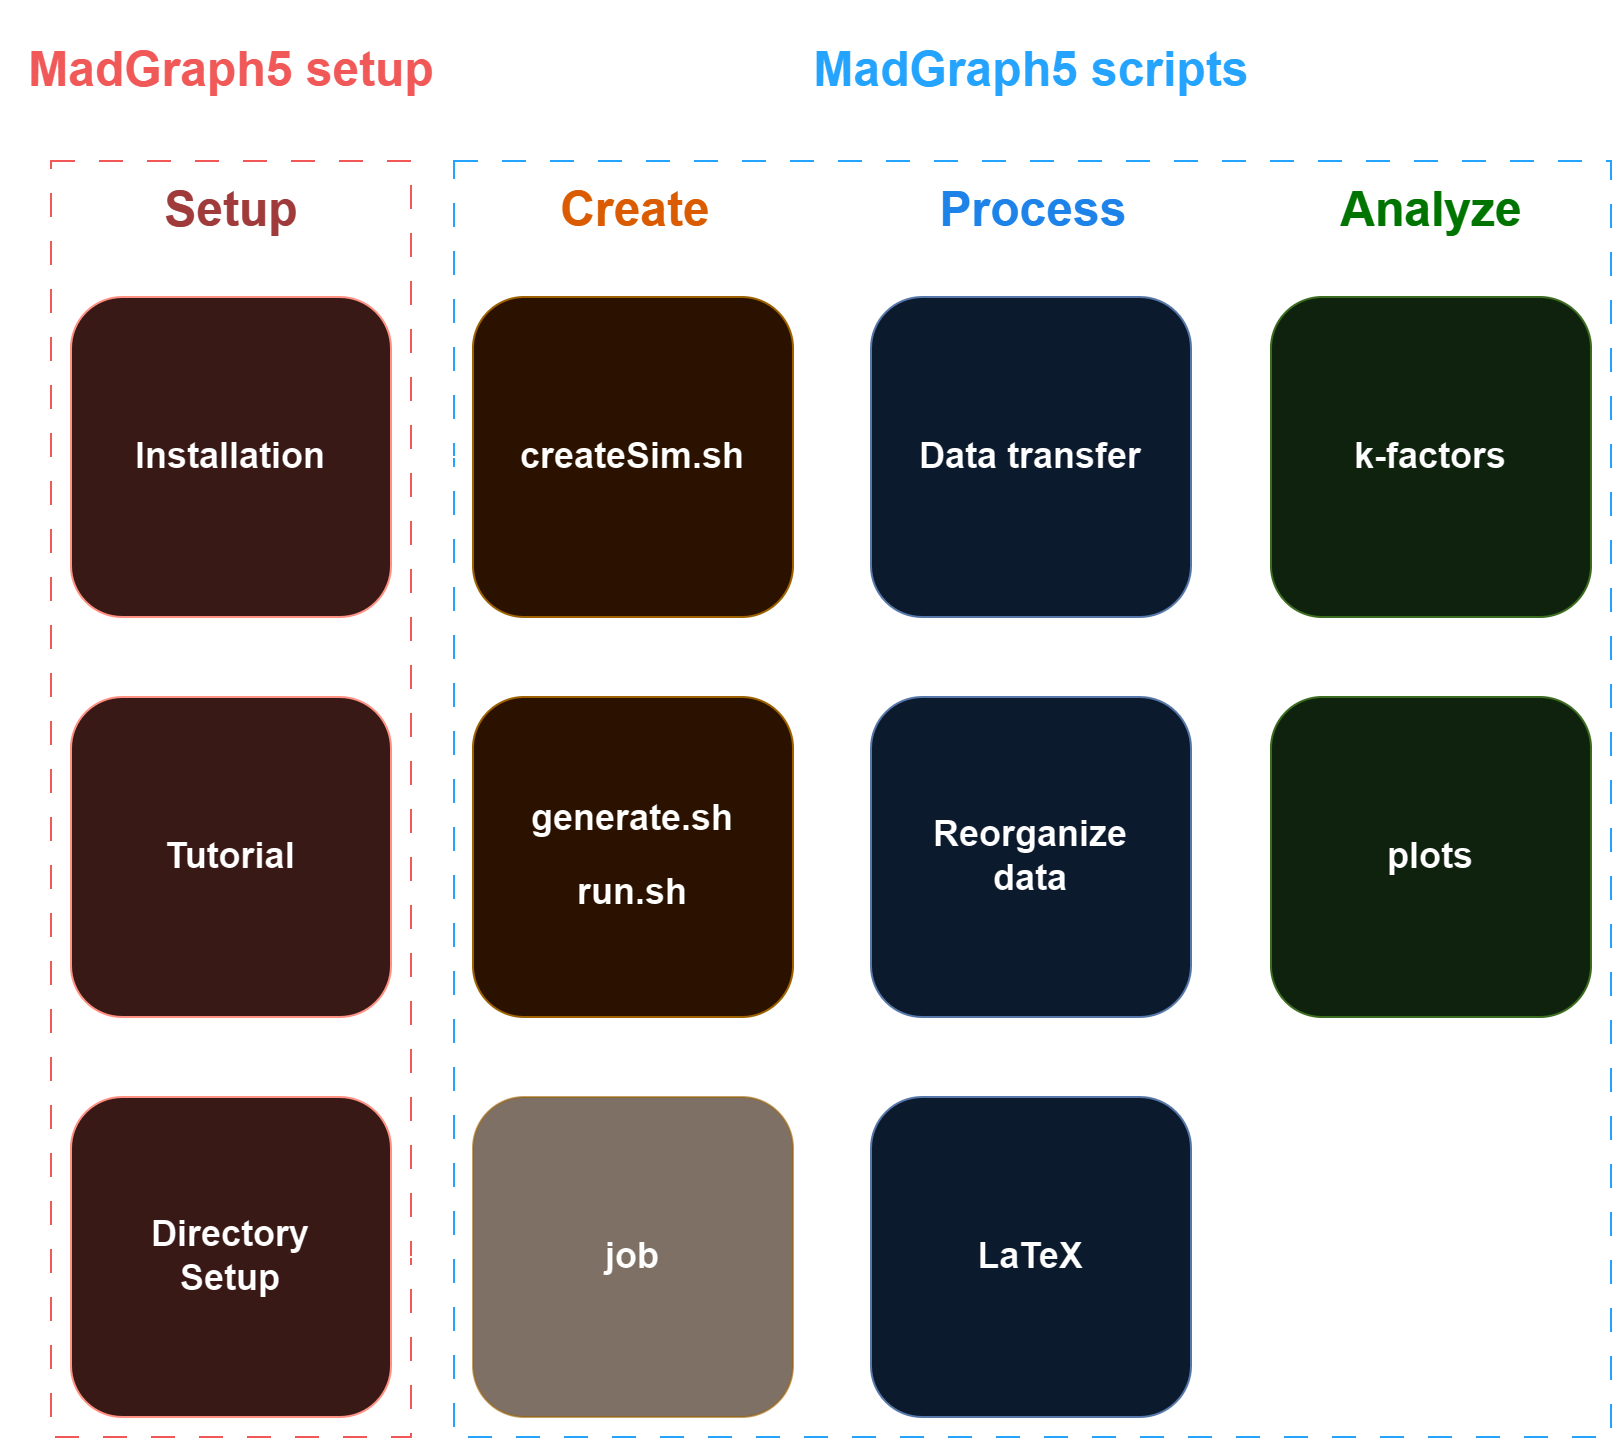 MadGraph5 setup
MadGraph5 scripts
Setup
Create
Process
Analyze
Installation
createSim.sh
Data transfer
k-factors
Tutorial
generate.sh
run.sh
Reorganize
data
plots
Directory
Setup
job
LaTeX